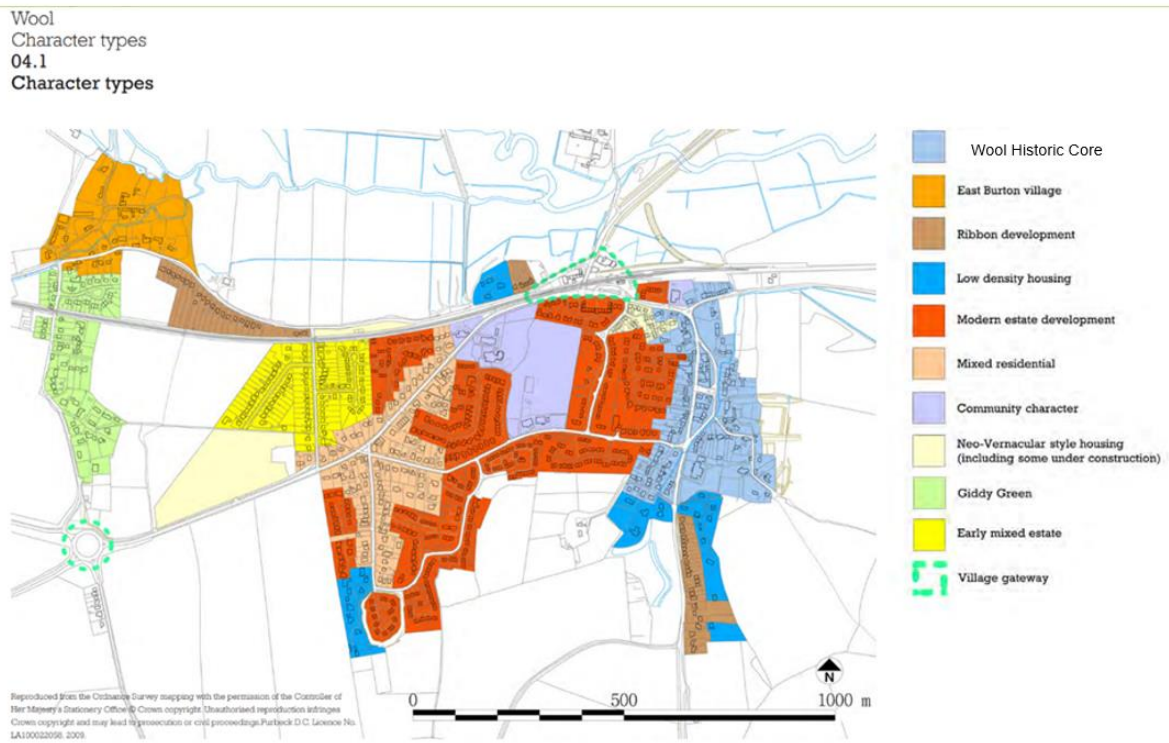 Wool
Character types
04.1
Character types
Wool Historic Core
East Burton village
Ribbon development
Low density housing
Modern estate development
Mixed residential
Community character
Neo-Vernacular style housing
(including some under construction)
Giddy Green
Early mixed estate
Village gateway
N
0 500 1000 m
Reproduced from the Ordnance Survey mapping with the permission of the Controller of
Her Majesty's Stationery Office © Crown copyright. Unauthorised reproduction infringes
Crown copyright and may lead to prosecution or civil proceedings.Purbeck D.C. Licence No.
LA100022058. 2009.